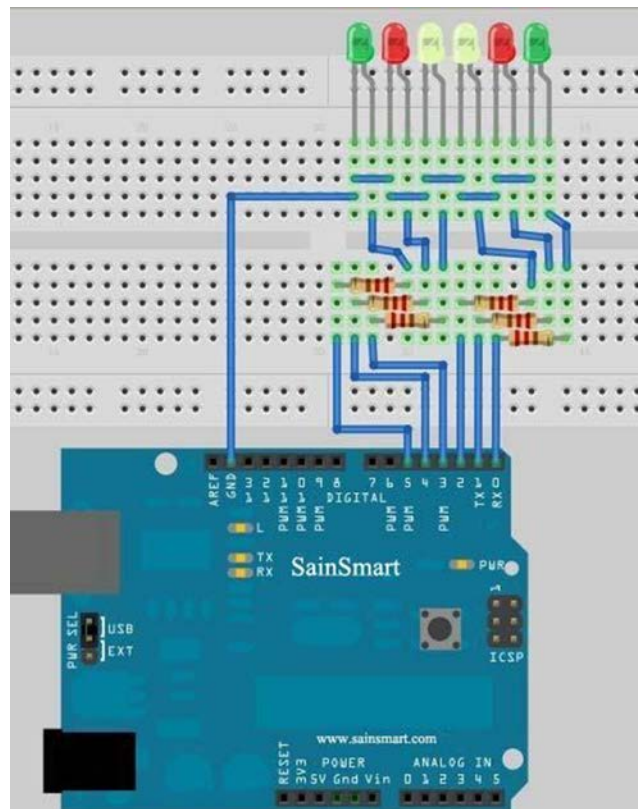 AREF
GND
13
12
PWM 11
PWM 10
PWM 9
8
7
PWM 6
PWM 5
4
PWM 3
2
TX 1
RX 0
DIGITAL
L
TX
RX
SainSmart
PWR
1
ICSP
PWR SEL
USB
EXT
www.sainsmart.com
POWER
ANALOG IN
RESET
3V3
5V Gnd Vin
0 1 2 3 4 5